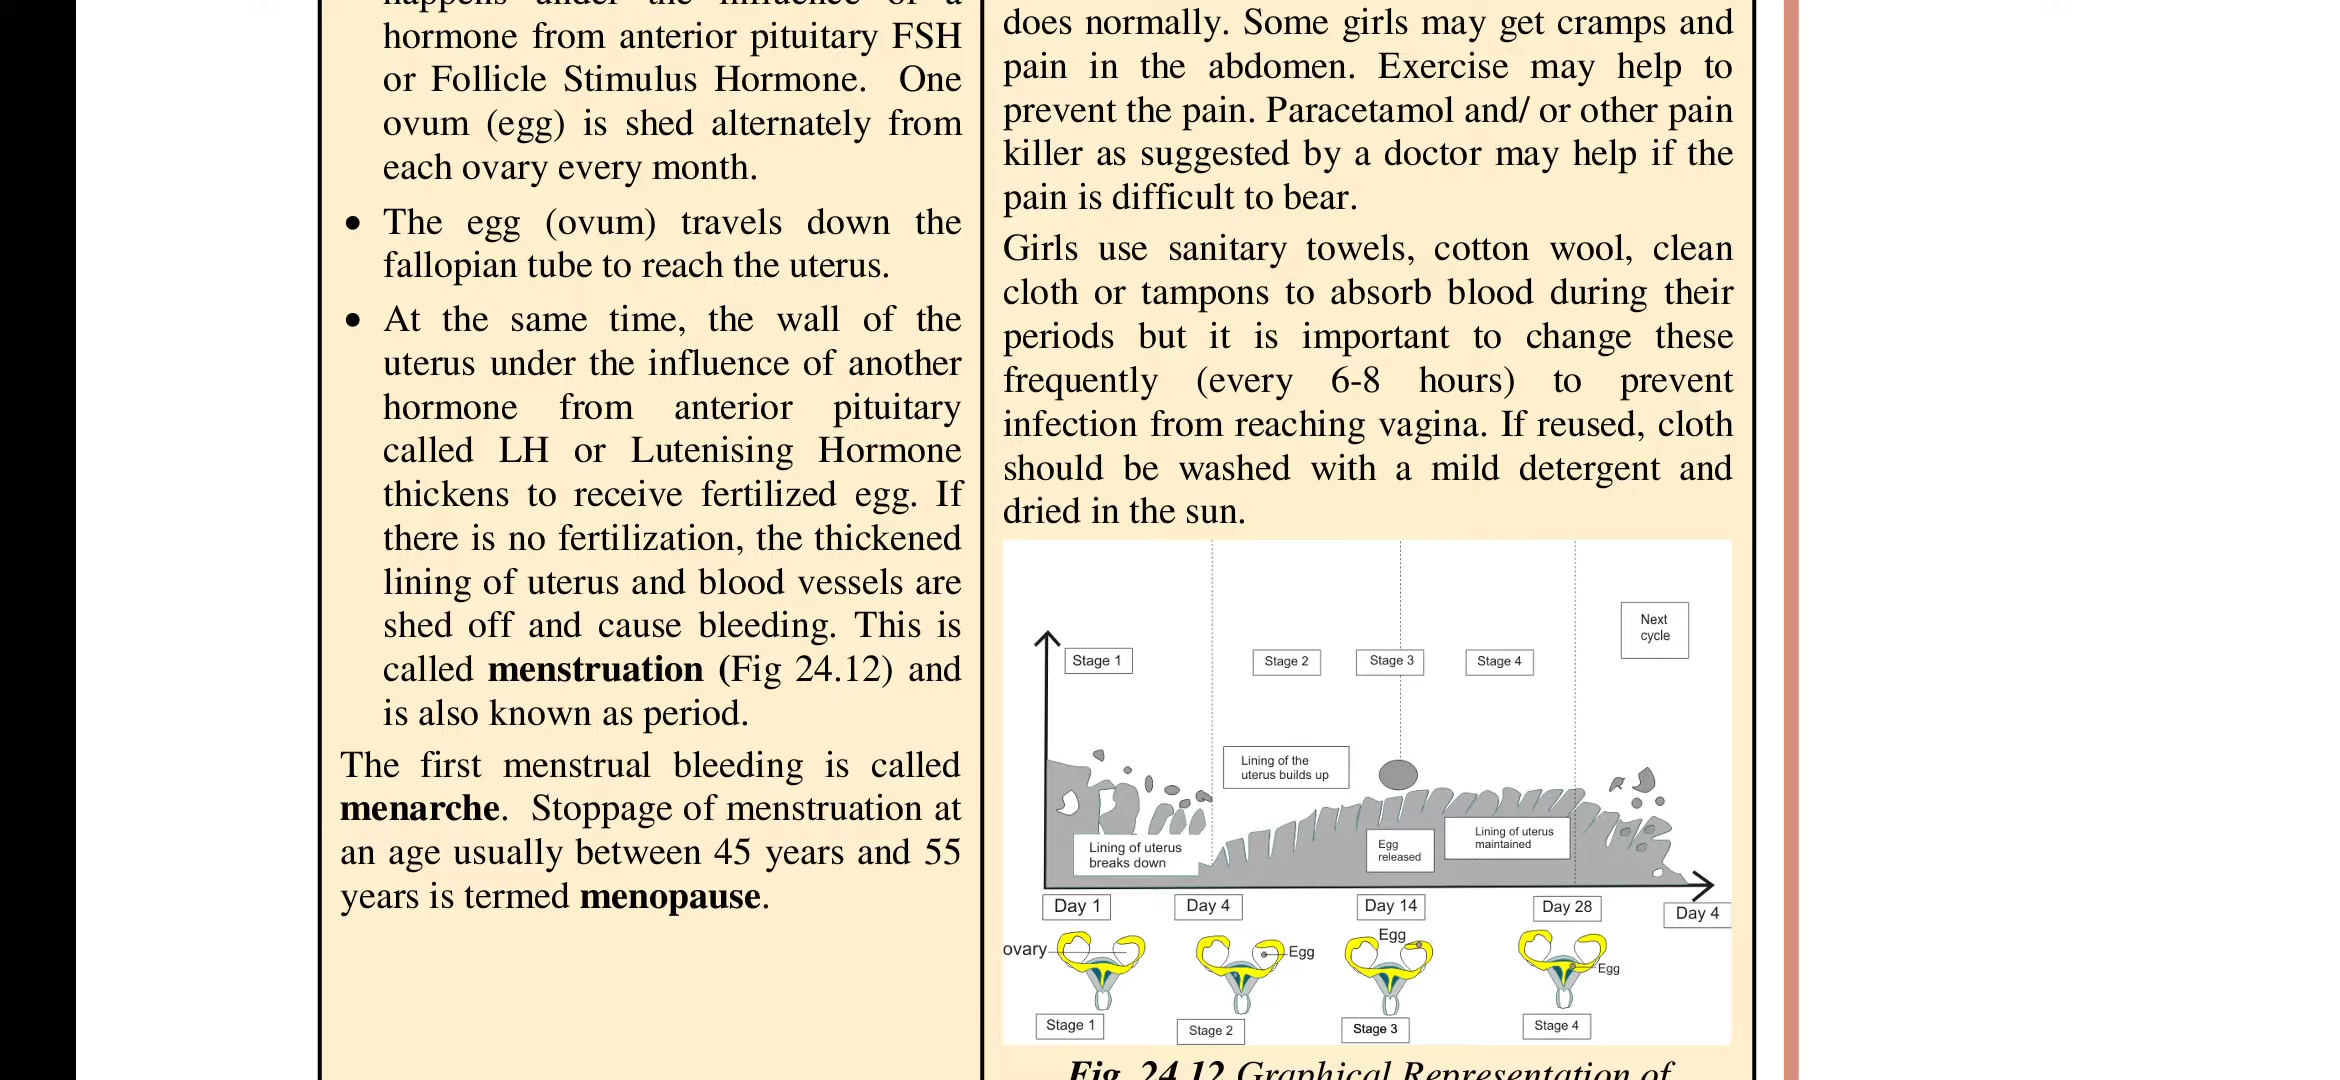 happens under the influence of a
hormone from anterior pituitary FSH
or Follicle Stimulus Hormone. One
ovum (egg) is shed alternately from
each ovary every month.
• The egg (ovum) travels down the
fallopian tube to reach the uterus.
• At the same time, the wall of the
uterus under the influence of another
hormone from anterior pituitary
called LH or Lutenising Hormone
thickens to receive fertilized egg. If
there is no fertilization, the thickened
lining of uterus and blood vessels are
shed off and cause bleeding. This is
called menstruation (Fig 24.12) and
is also known as period.
The first menstrual bleeding is called
menarche. Stoppage of menstruation at
an age usually between 45 years and 55
years is termed menopause.
does normally. Some girls may get cramps and
pain in the abdomen. Exercise may help to
prevent the pain. Paracetamol and/ or other pain
killer as suggested by a doctor may help if the
pain is difficult to bear.
Girls use sanitary towels, cotton wool, clean
cloth or tampons to absorb blood during their
periods but it is important to change these
frequently (every 6-8 hours) to prevent
infection from reaching vagina. If reused, cloth
should be washed with a mild detergent and
dried in the sun.
Next
cycle
Stage 1
Stage 2
Stage 3
Stage 4
Lining of the
uterus builds up
Lining of uterus
breaks down
Egg
released
Lining of uterus
maintained
Day 1
Day 4
Day 14
Day 28
Day 4
ovary
Egg
Egg
Egg
Stage 1
Stage 2
Stage 3
Stage 4
Fig. 24.12 Graphical Representation of